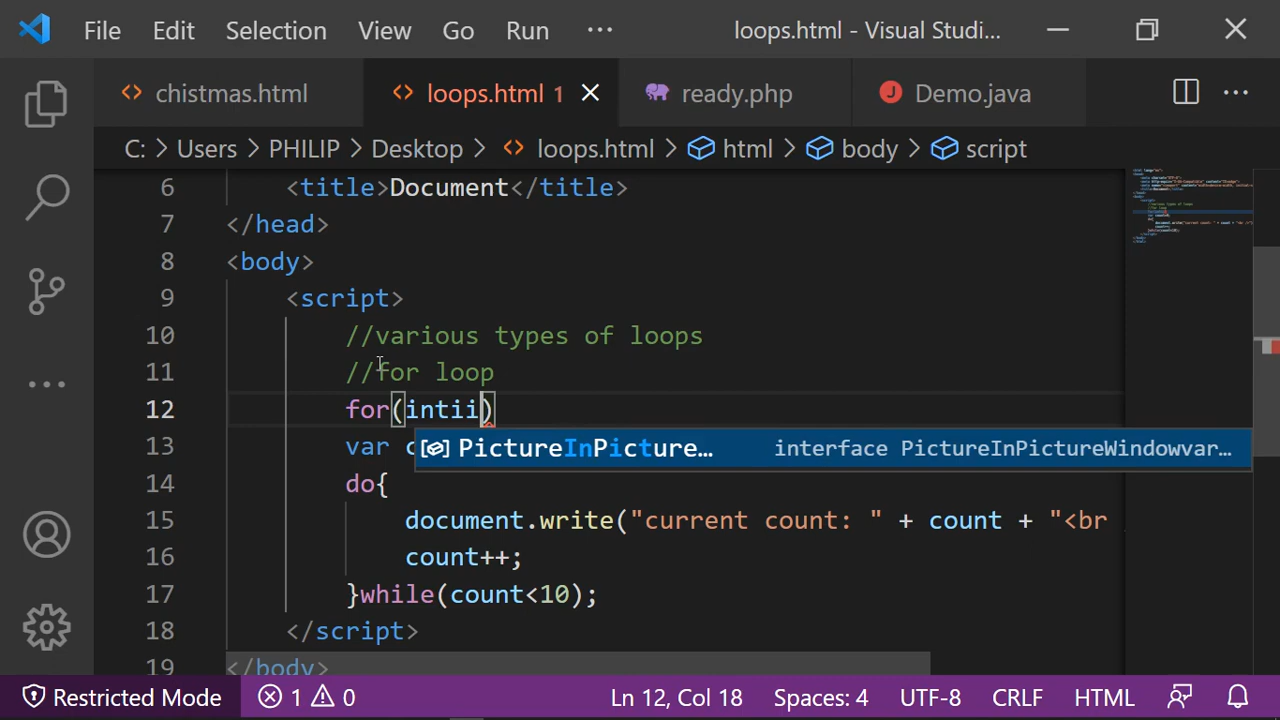 File Edit Selection View Go Run ··· loops.html - Visual Studi...
chistmas.html loops.html 1 ready.php Demo.java
C: > Users > PHILIP > Desktop > loops.html > html > body > script
6 <title>Document</title>
7 </head>
8 <body>
9 <script>
10 //various types of loops
11 //for loop
12 for(intii)
13 var c
PictureInPicture... interface PictureInPictureWindowvar...
14 do{
15 document.write("current count: " + count + "<br
16 count++;
17 }while(count<10);
18 </script>
19 </body>
Restricted Mode 1 0 Ln 12, Col 18 Spaces: 4 UTF-8 CRLF HTML